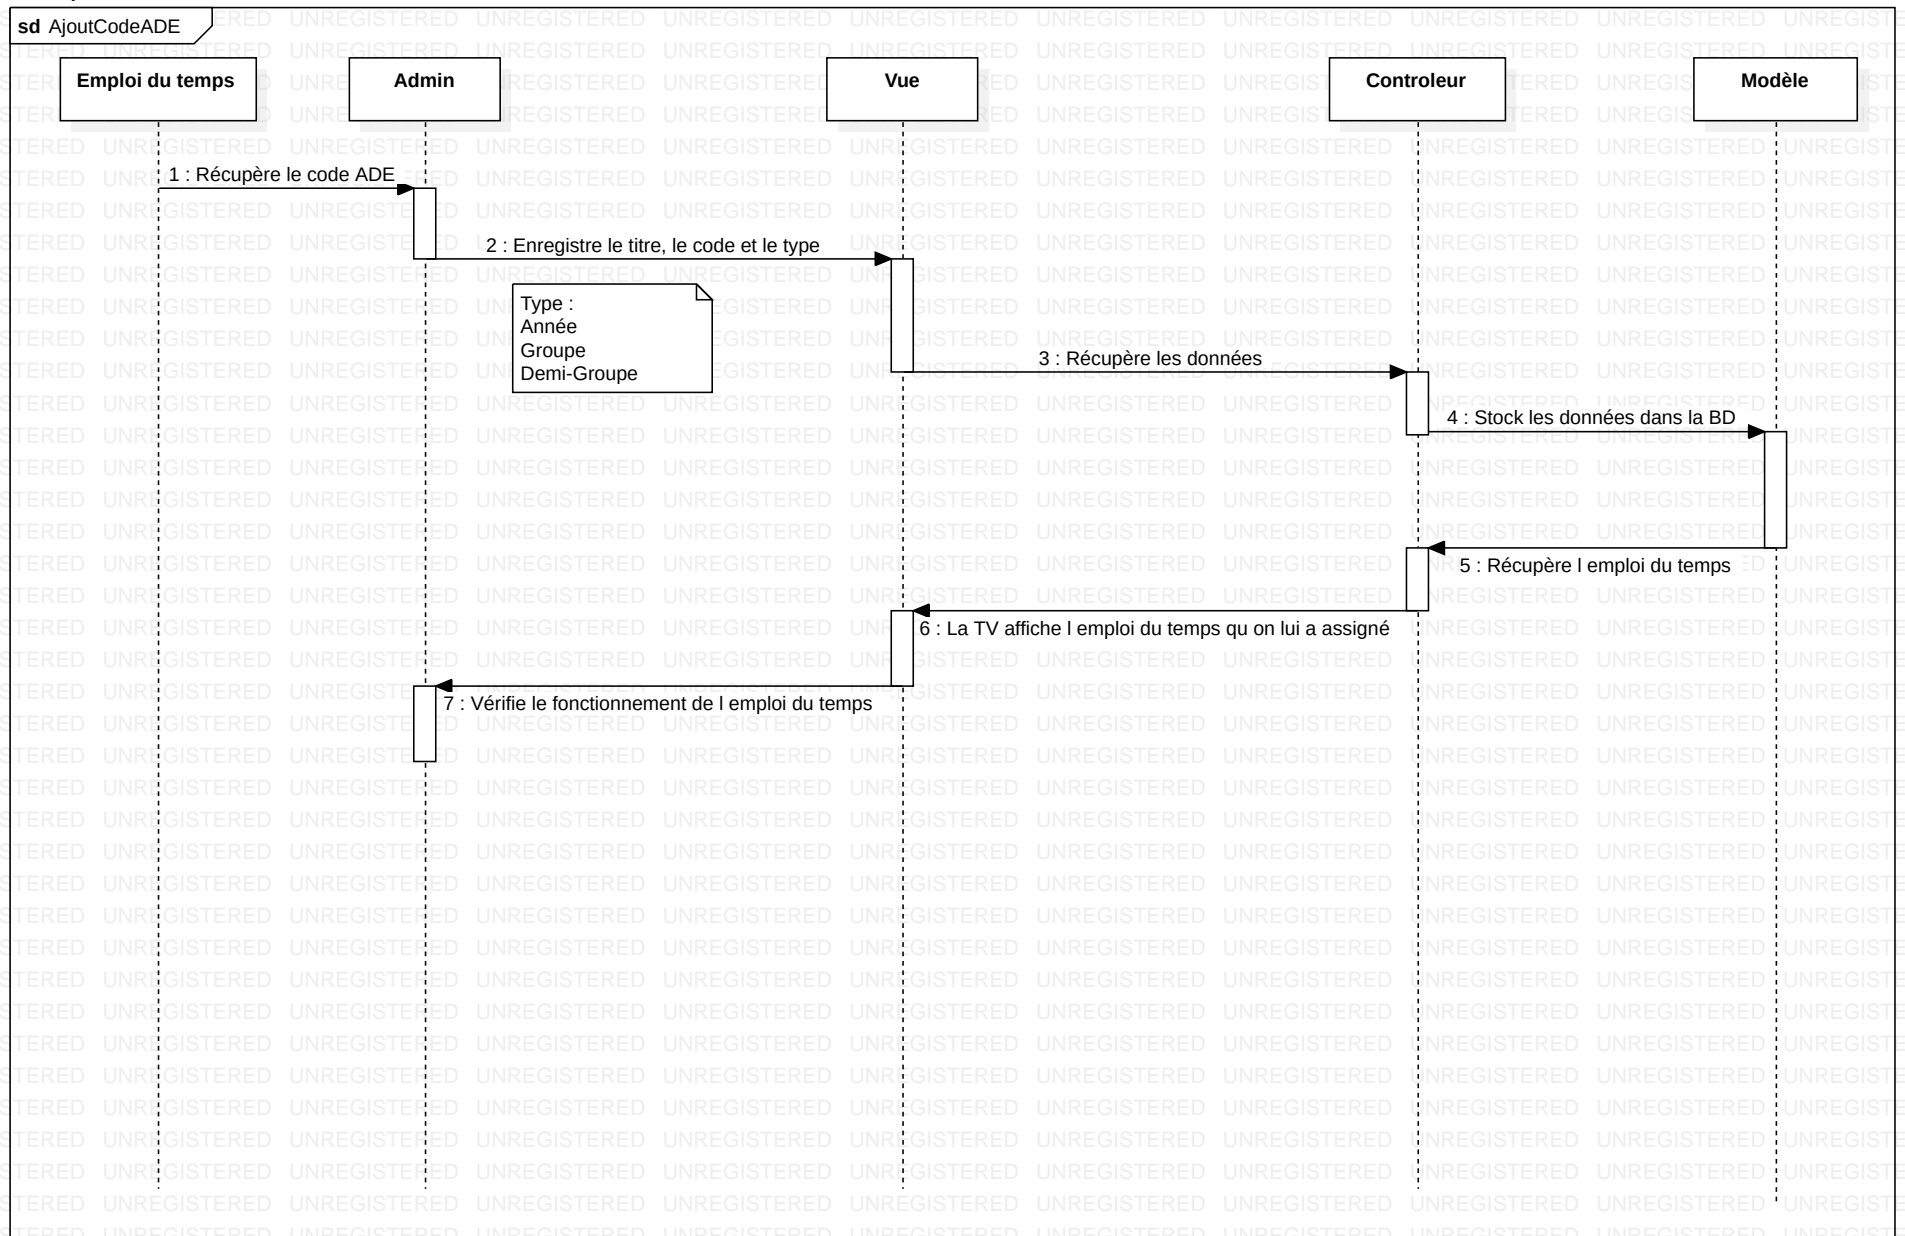 sd AjoutCodeADE
Emploi du temps
Admin
Vue
Controleur
Modèle
1 : Récupère le code ADE
2 : Enregistre le titre, le code et le type
Type :
Année
Groupe
Demi-Groupe
3 : Récupère les données
4 : Stock les données dans la BD
5 : Récupère l emploi du temps
6 : La TV affiche l emploi du temps qu on lui a assigné
7 : Vérifie le fonctionnement de l emploi du temps
UNREGISTERED